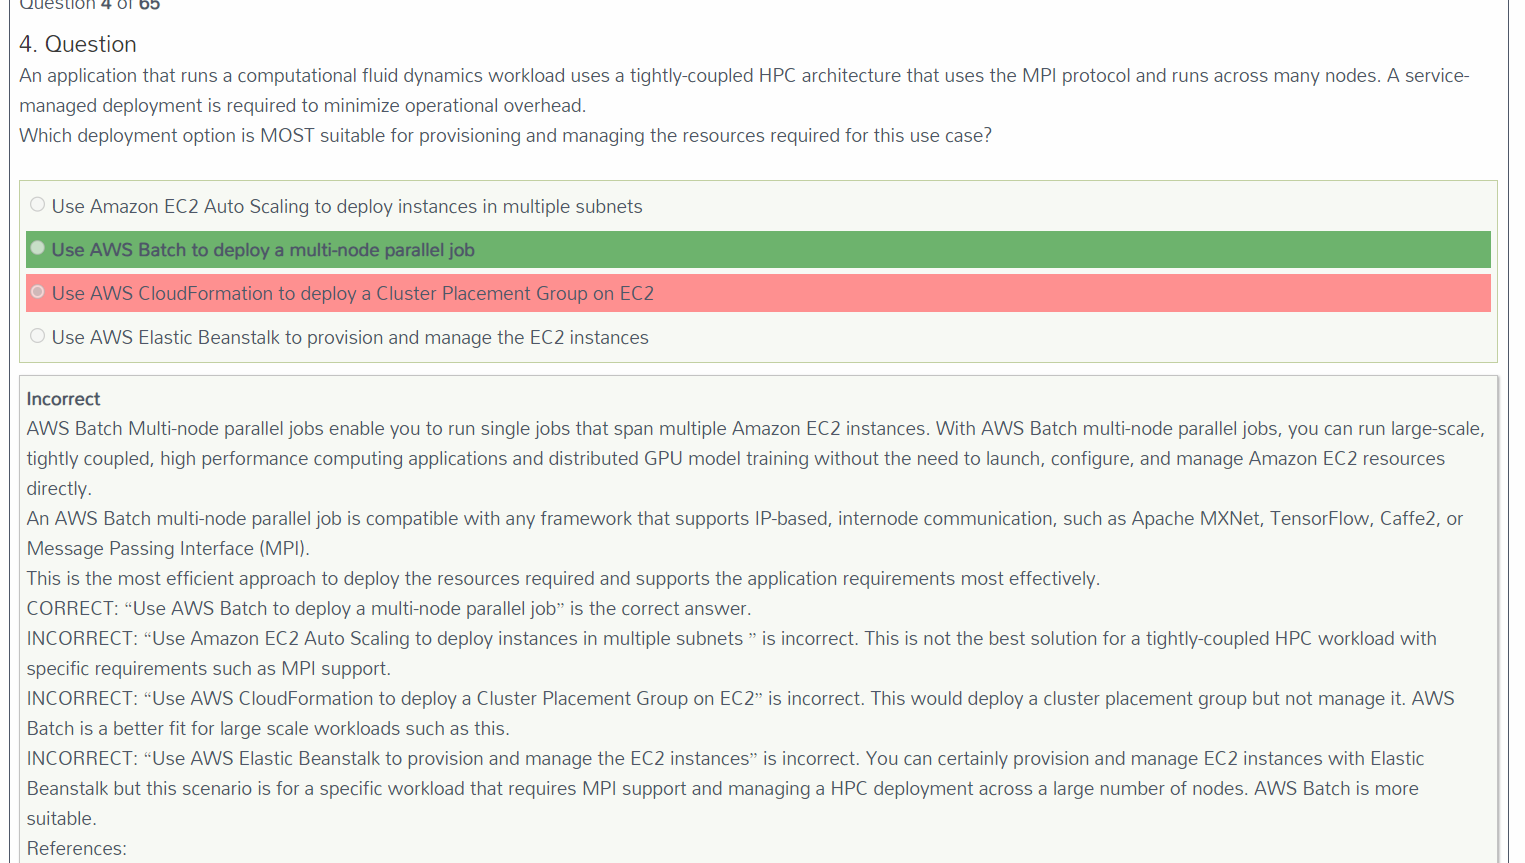 Question 4 of 65
4. Question
An application that runs a computational fluid dynamics workload uses a tightly-coupled HPC architecture that uses the MPI protocol and runs across many nodes. A service-
managed deployment is required to minimize operational overhead.
Which deployment option is MOST suitable for provisioning and managing the resources required for this use case?
Use Amazon EC2 Auto Scaling to deploy instances in multiple subnets
Use AWS Batch to deploy a multi-node parallel job
Use AWS CloudFormation to deploy a Cluster Placement Group on EC2
Use AWS Elastic Beanstalk to provision and manage the EC2 instances
Incorrect
AWS Batch Multi-node parallel jobs enable you to run single jobs that span multiple Amazon EC2 instances. With AWS Batch multi-node parallel jobs, you can run large-scale,
tightly coupled, high performance computing applications and distributed GPU model training without the need to launch, configure, and manage Amazon EC2 resources
directly.
An AWS Batch multi-node parallel job is compatible with any framework that supports IP-based, internode communication, such as Apache MXNet, TensorFlow, Caffe2, or
Message Passing Interface (MPI).
This is the most efficient approach to deploy the resources required and supports the application requirements most effectively.
CORRECT: “Use AWS Batch to deploy a multi-node parallel job” is the correct answer.
INCORRECT: “Use Amazon EC2 Auto Scaling to deploy instances in multiple subnets ” is incorrect. This is not the best solution for a tightly-coupled HPC workload with
specific requirements such as MPI support.
INCORRECT: “Use AWS CloudFormation to deploy a Cluster Placement Group on EC2” is incorrect. This would deploy a cluster placement group but not manage it. AWS
Batch is a better fit for large scale workloads such as this.
INCORRECT: “Use AWS Elastic Beanstalk to provision and manage the EC2 instances” is incorrect. You can certainly provision and manage EC2 instances with Elastic
Beanstalk but this scenario is for a specific workload that requires MPI support and managing a HPC deployment across a large number of nodes. AWS Batch is more
suitable.
References: